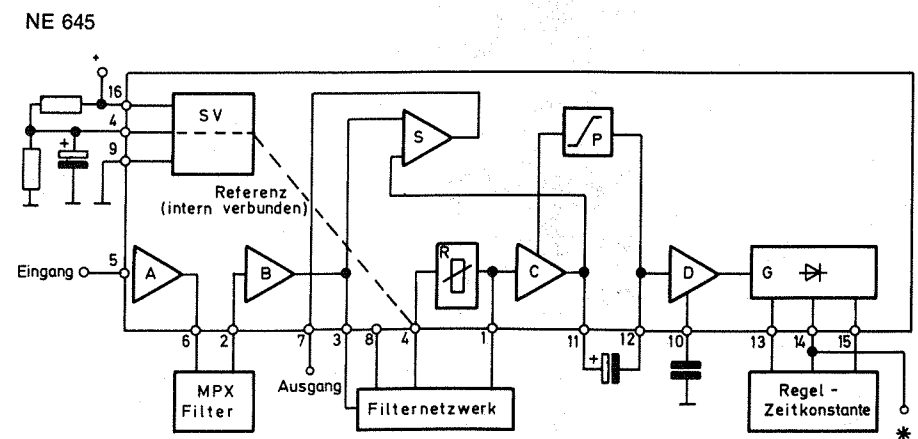 NE 645
+
16
SV
4
+
9
S
P
Referenz
(intern verbunden)
R
Eingang
5
A
B
C
D
G
6
2
7
3
8
4
1
11
12
10
13
14
15
+
Ausgang
MPX
Filter
Filternetzwerk
Regel -
Zeitkonstante
*